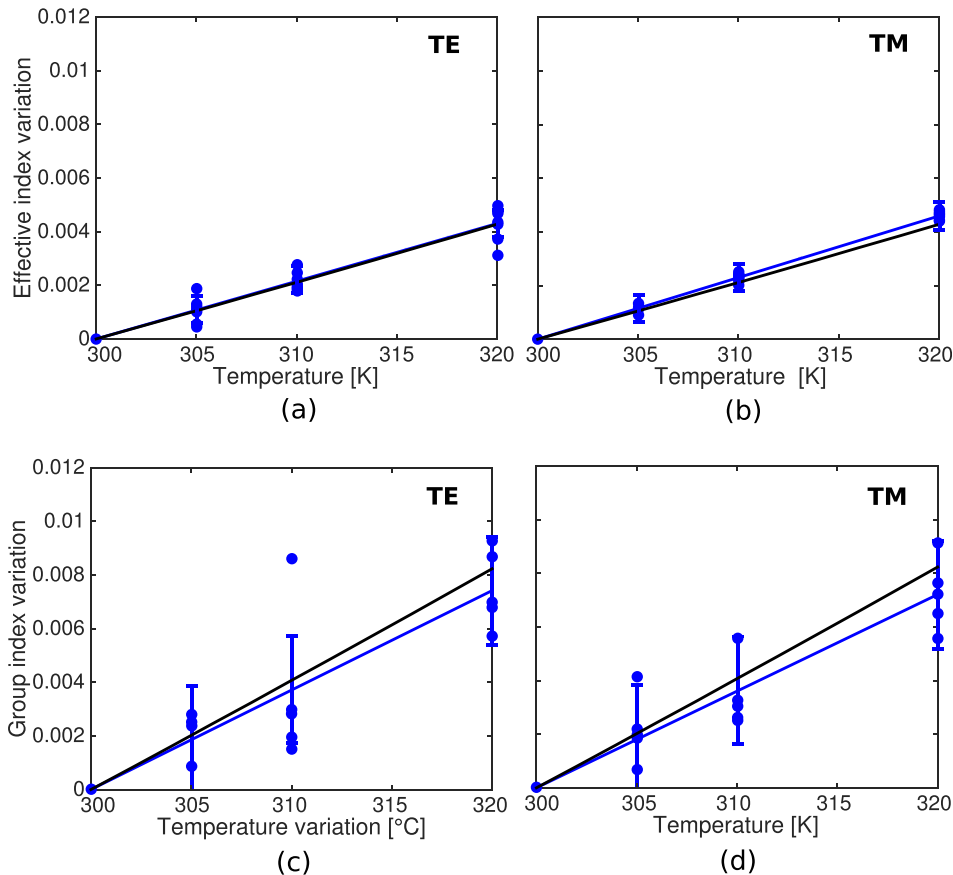 0.012
0.01
0.008
0.006
0.004
0.002
0
Effective index variation
TE
300 305 310 315 320
Temperature [K]
(a)
TM
300 305 310 315 320
Temperature [K]
(b)
0.012
0.01
0.008
0.006
0.004
0.002
0
Group index variation
TE
300 305 310 315 320
Temperature variation [°C]
(c)
TM
300 305 310 315 320
Temperature [K]
(d)